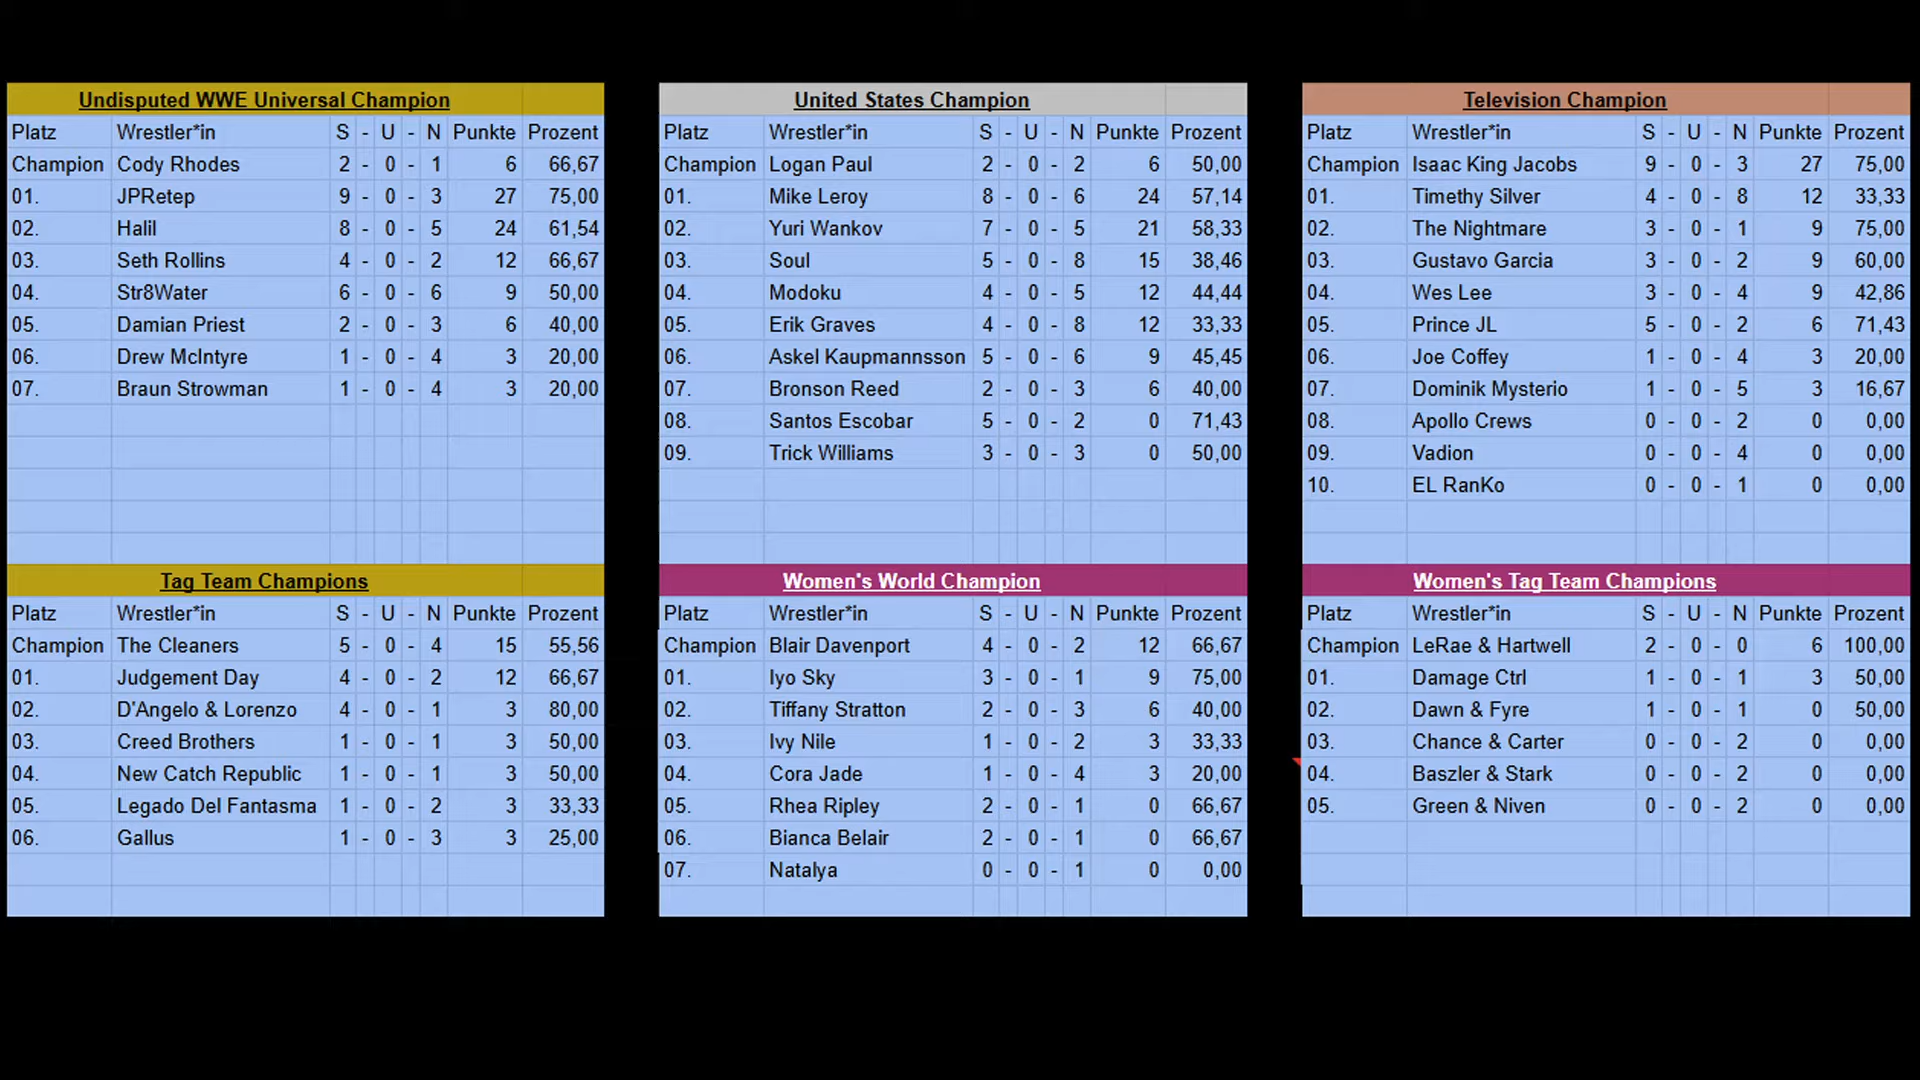 Undisputed WWE Universal Champion
Platz Wrestler*in S - U - N Punkte Prozent
Champion Cody Rhodes 2 - 0 - 1 6 66,67
01. JPRetep 9 - 0 - 3 27 75,00
02. Halil 8 - 0 - 5 24 61,54
03. Seth Rollins 4 - 0 - 2 12 66,67
04. Str8Water 6 - 0 - 6 9 50,00
05. Damian Priest 2 - 0 - 3 6 40,00
06. Drew McIntyre 1 - 0 - 4 3 20,00
07. Braun Strowman 1 - 0 - 4 3 20,00
United States Champion
Platz Wrestler*in S - U - N Punkte Prozent
Champion Logan Paul 2 - 0 - 2 6 50,00
01. Mike Leroy 8 - 0 - 6 24 57,14
02. Yuri Wankov 7 - 0 - 5 21 58,33
03. Soul 5 - 0 - 8 15 38,46
04. Modoku 4 - 0 - 5 12 44,44
05. Erik Graves 4 - 0 - 8 12 33,33
06. Askel Kaupmannsson 5 - 0 - 6 9 45,45
07. Bronson Reed 2 - 0 - 3 6 40,00
08. Santos Escobar 5 - 0 - 2 0 71,43
09. Trick Williams 3 - 0 - 3 0 50,00
Television Champion
Platz Wrestler*in S - U - N Punkte Prozent
Champion Isaac King Jacobs 9 - 0 - 3 27 75,00
01. Timethy Silver 4 - 0 - 8 12 33,33
02. The Nightmare 3 - 0 - 1 9 75,00
03. Gustavo Garcia 3 - 0 - 2 9 60,00
04. Wes Lee 3 - 0 - 4 9 42,86
05. Prince JL 5 - 0 - 2 6 71,43
06. Joe Coffey 1 - 0 - 4 3 20,00
07. Dominik Mysterio 1 - 0 - 5 3 16,67
08. Apollo Crews 0 - 0 - 2 0 0,00
09. Vadion 0 - 0 - 4 0 0,00
10. EL RanKo 0 - 0 - 1 0 0,00
Tag Team Champions
Platz Wrestler*in S - U - N Punkte Prozent
Champion The Cleaners 5 - 0 - 4 15 55,56
01. Judgement Day 4 - 0 - 2 12 66,67
02. D'Angelo & Lorenzo 4 - 0 - 1 3 80,00
03. Creed Brothers 1 - 0 - 1 3 50,00
04. New Catch Republic 1 - 0 - 1 3 50,00
05. Legado Del Fantasma 1 - 0 - 2 3 33,33
06. Gallus 1 - 0 - 3 3 25,00
Women's World Champion
Platz Wrestler*in S - U - N Punkte Prozent
Champion Blair Davenport 4 - 0 - 2 12 66,67
01. Iyo Sky 3 - 0 - 1 9 75,00
02. Tiffany Stratton 2 - 0 - 3 6 40,00
03. Ivy Nile 1 - 0 - 2 3 33,33
04. Cora Jade 1 - 0 - 4 3 20,00
05. Rhea Ripley 2 - 0 - 1 0 66,67
06. Bianca Belair 2 - 0 - 1 0 66,67
07. Natalya 0 - 0 - 1 0 0,00
Women's Tag Team Champions
Platz Wrestler*in S - U - N Punkte Prozent
Champion LeRae & Hartwell 2 - 0 - 0 6 100,00
01. Damage Ctrl 1 - 0 - 1 3 50,00
02. Dawn & Fyre 1 - 0 - 1 0 50,00
03. Chance & Carter 0 - 0 - 2 0 0,00
04. Baszler & Stark 0 - 0 - 2 0 0,00
05. Green & Niven 0 - 0 - 2 0 0,00